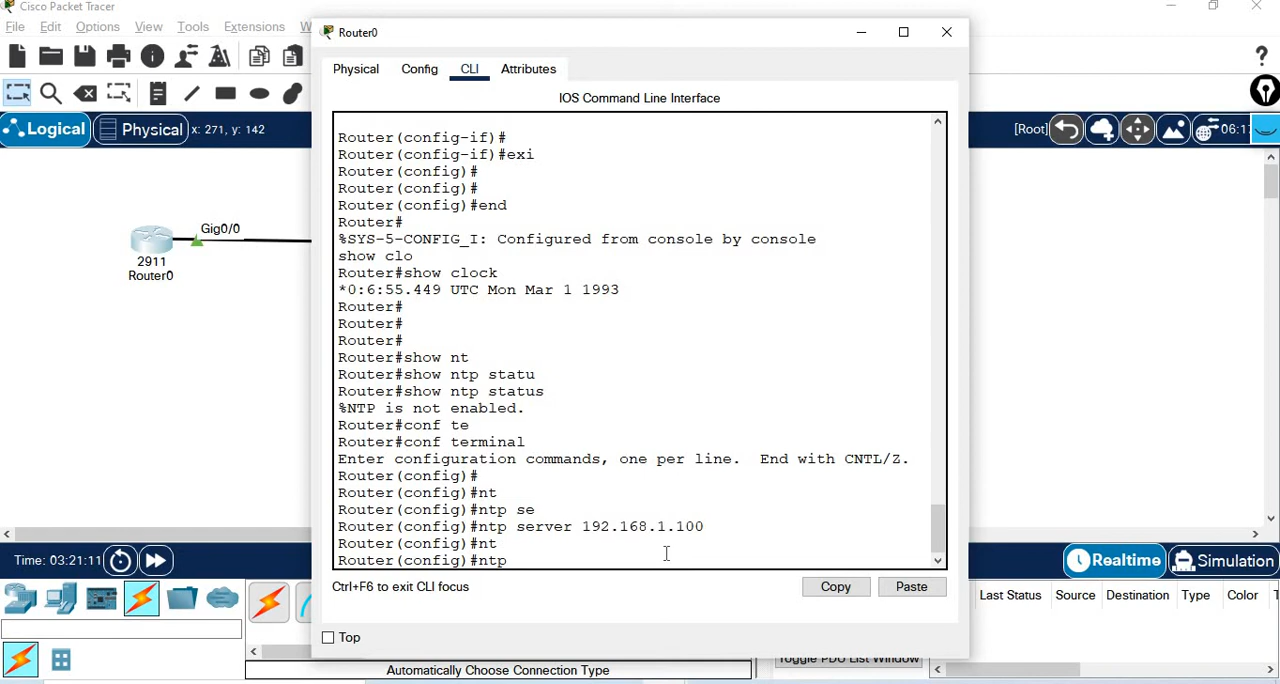 Cisco Packet Tracer
File Edit Options View Tools Extensions
Router0
Physical Config CLI Attributes
IOS Command Line Interface
Logical Physical x: 271, y: 142
[Root] 06:1
Router(config-if)#
Router(config-if)#exi
Router(config)#
Router(config)#
Router(config)#end
Router#
%SYS-5-CONFIG_I: Configured from console by console
show clo
Router#show clock
*0:6:55.449 UTC Mon Mar 1 1993
Router#
Router#
Router#
Router#show nt
Router#show ntp statu
Router#show ntp status
%NTP is not enabled.
Router#conf te
Router#conf terminal
Enter configuration commands, one per line.  End with CNTL/Z.
Router(config)#
Router(config)#nt
Router(config)#ntp se
Router(config)#ntp server 192.168.1.100
Router(config)#nt
Router(config)#ntp
Gig0/0
2911
Router0
Ctrl+F6 to exit CLI focus
Copy Paste
Top
Time: 03:21:11
Realtime Simulation
Last Status Source Destination Type Color
Automatically Choose Connection Type
Toggle PDU List Window